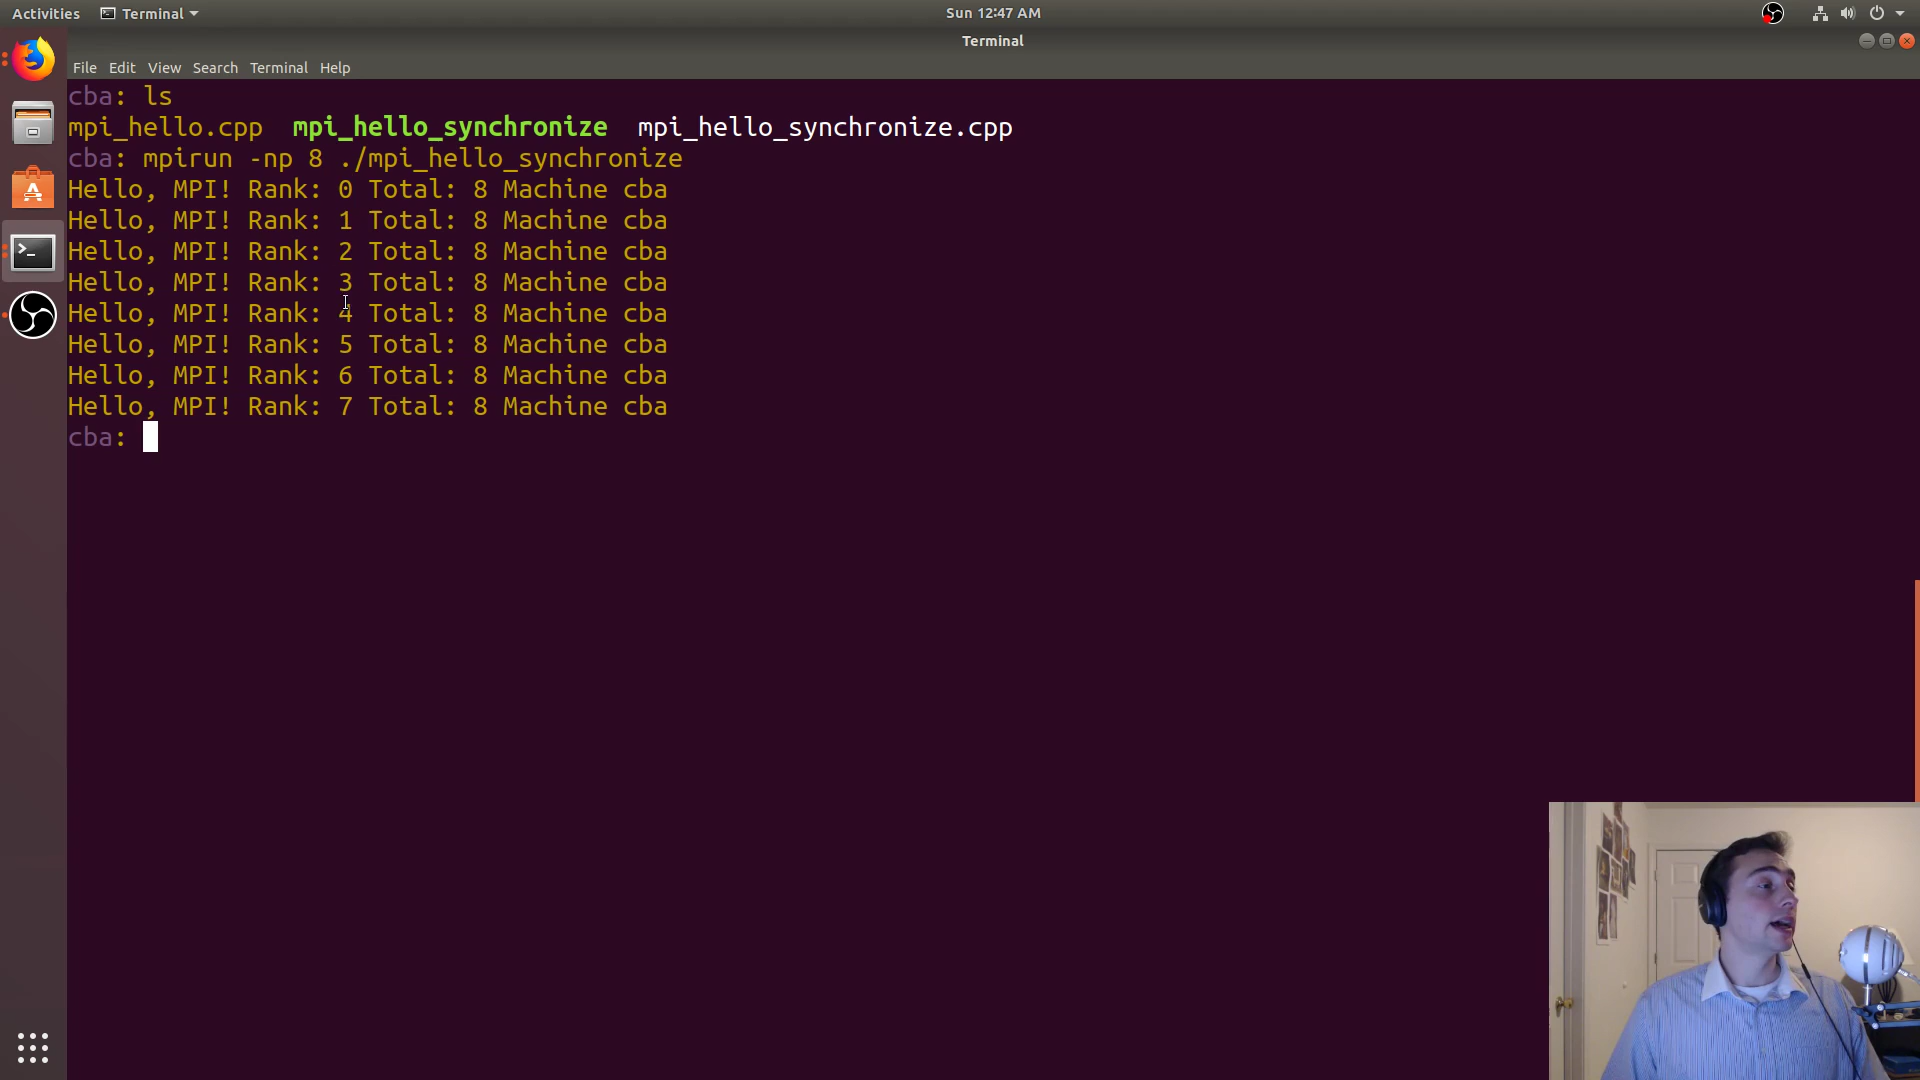 Activities Terminal Sun 12:47 AM
Terminal
File Edit View Search Terminal Help
cba: ls
mpi_hello.cpp mpi_hello_synchronize mpi_hello_synchronize.cpp
cba: mpirun -np 8 ./mpi_hello_synchronize
Hello, MPI! Rank: 0 Total: 8 Machine cba
Hello, MPI! Rank: 1 Total: 8 Machine cba
Hello, MPI! Rank: 2 Total: 8 Machine cba
Hello, MPI! Rank: 3 Total: 8 Machine cba
Hello, MPI! Rank: 4 Total: 8 Machine cba
Hello, MPI! Rank: 5 Total: 8 Machine cba
Hello, MPI! Rank: 6 Total: 8 Machine cba
Hello, MPI! Rank: 7 Total: 8 Machine cba
cba: